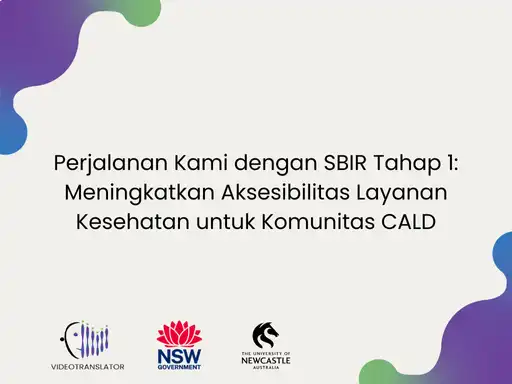 Perjalanan Kami dengan SBIR Tahap 1:
Meningkatkan Aksesibilitas Layanan
Kesehatan untuk Komunitas CALD
VIDEOTRANSLATOR
NSW
GOVERNMENT
THE UNIVERSITY OF
NEWCASTLE
AUSTRALIA